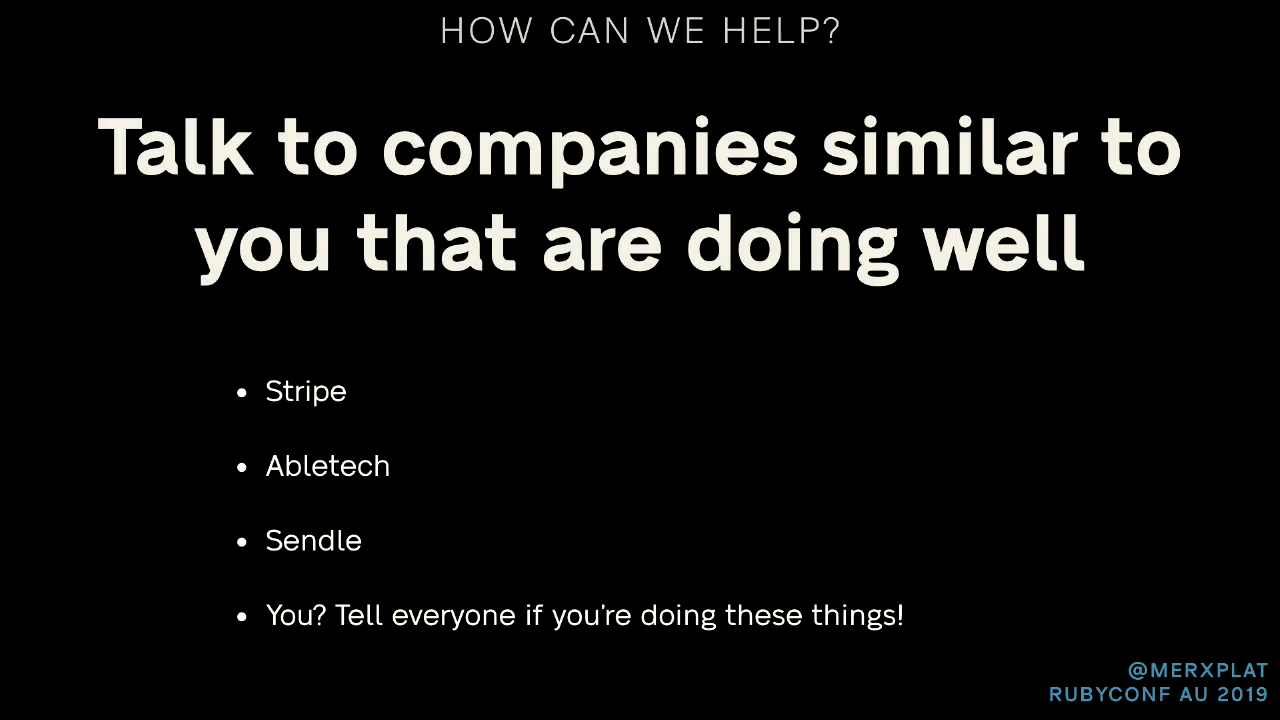 HOW CAN WE HELP?
Talk to companies similar to
you that are doing well
• Stripe
• Abletech
• Sendle
• You? Tell everyone if you're doing these things!
@MERXPLAT
RUBYCONF AU 2019